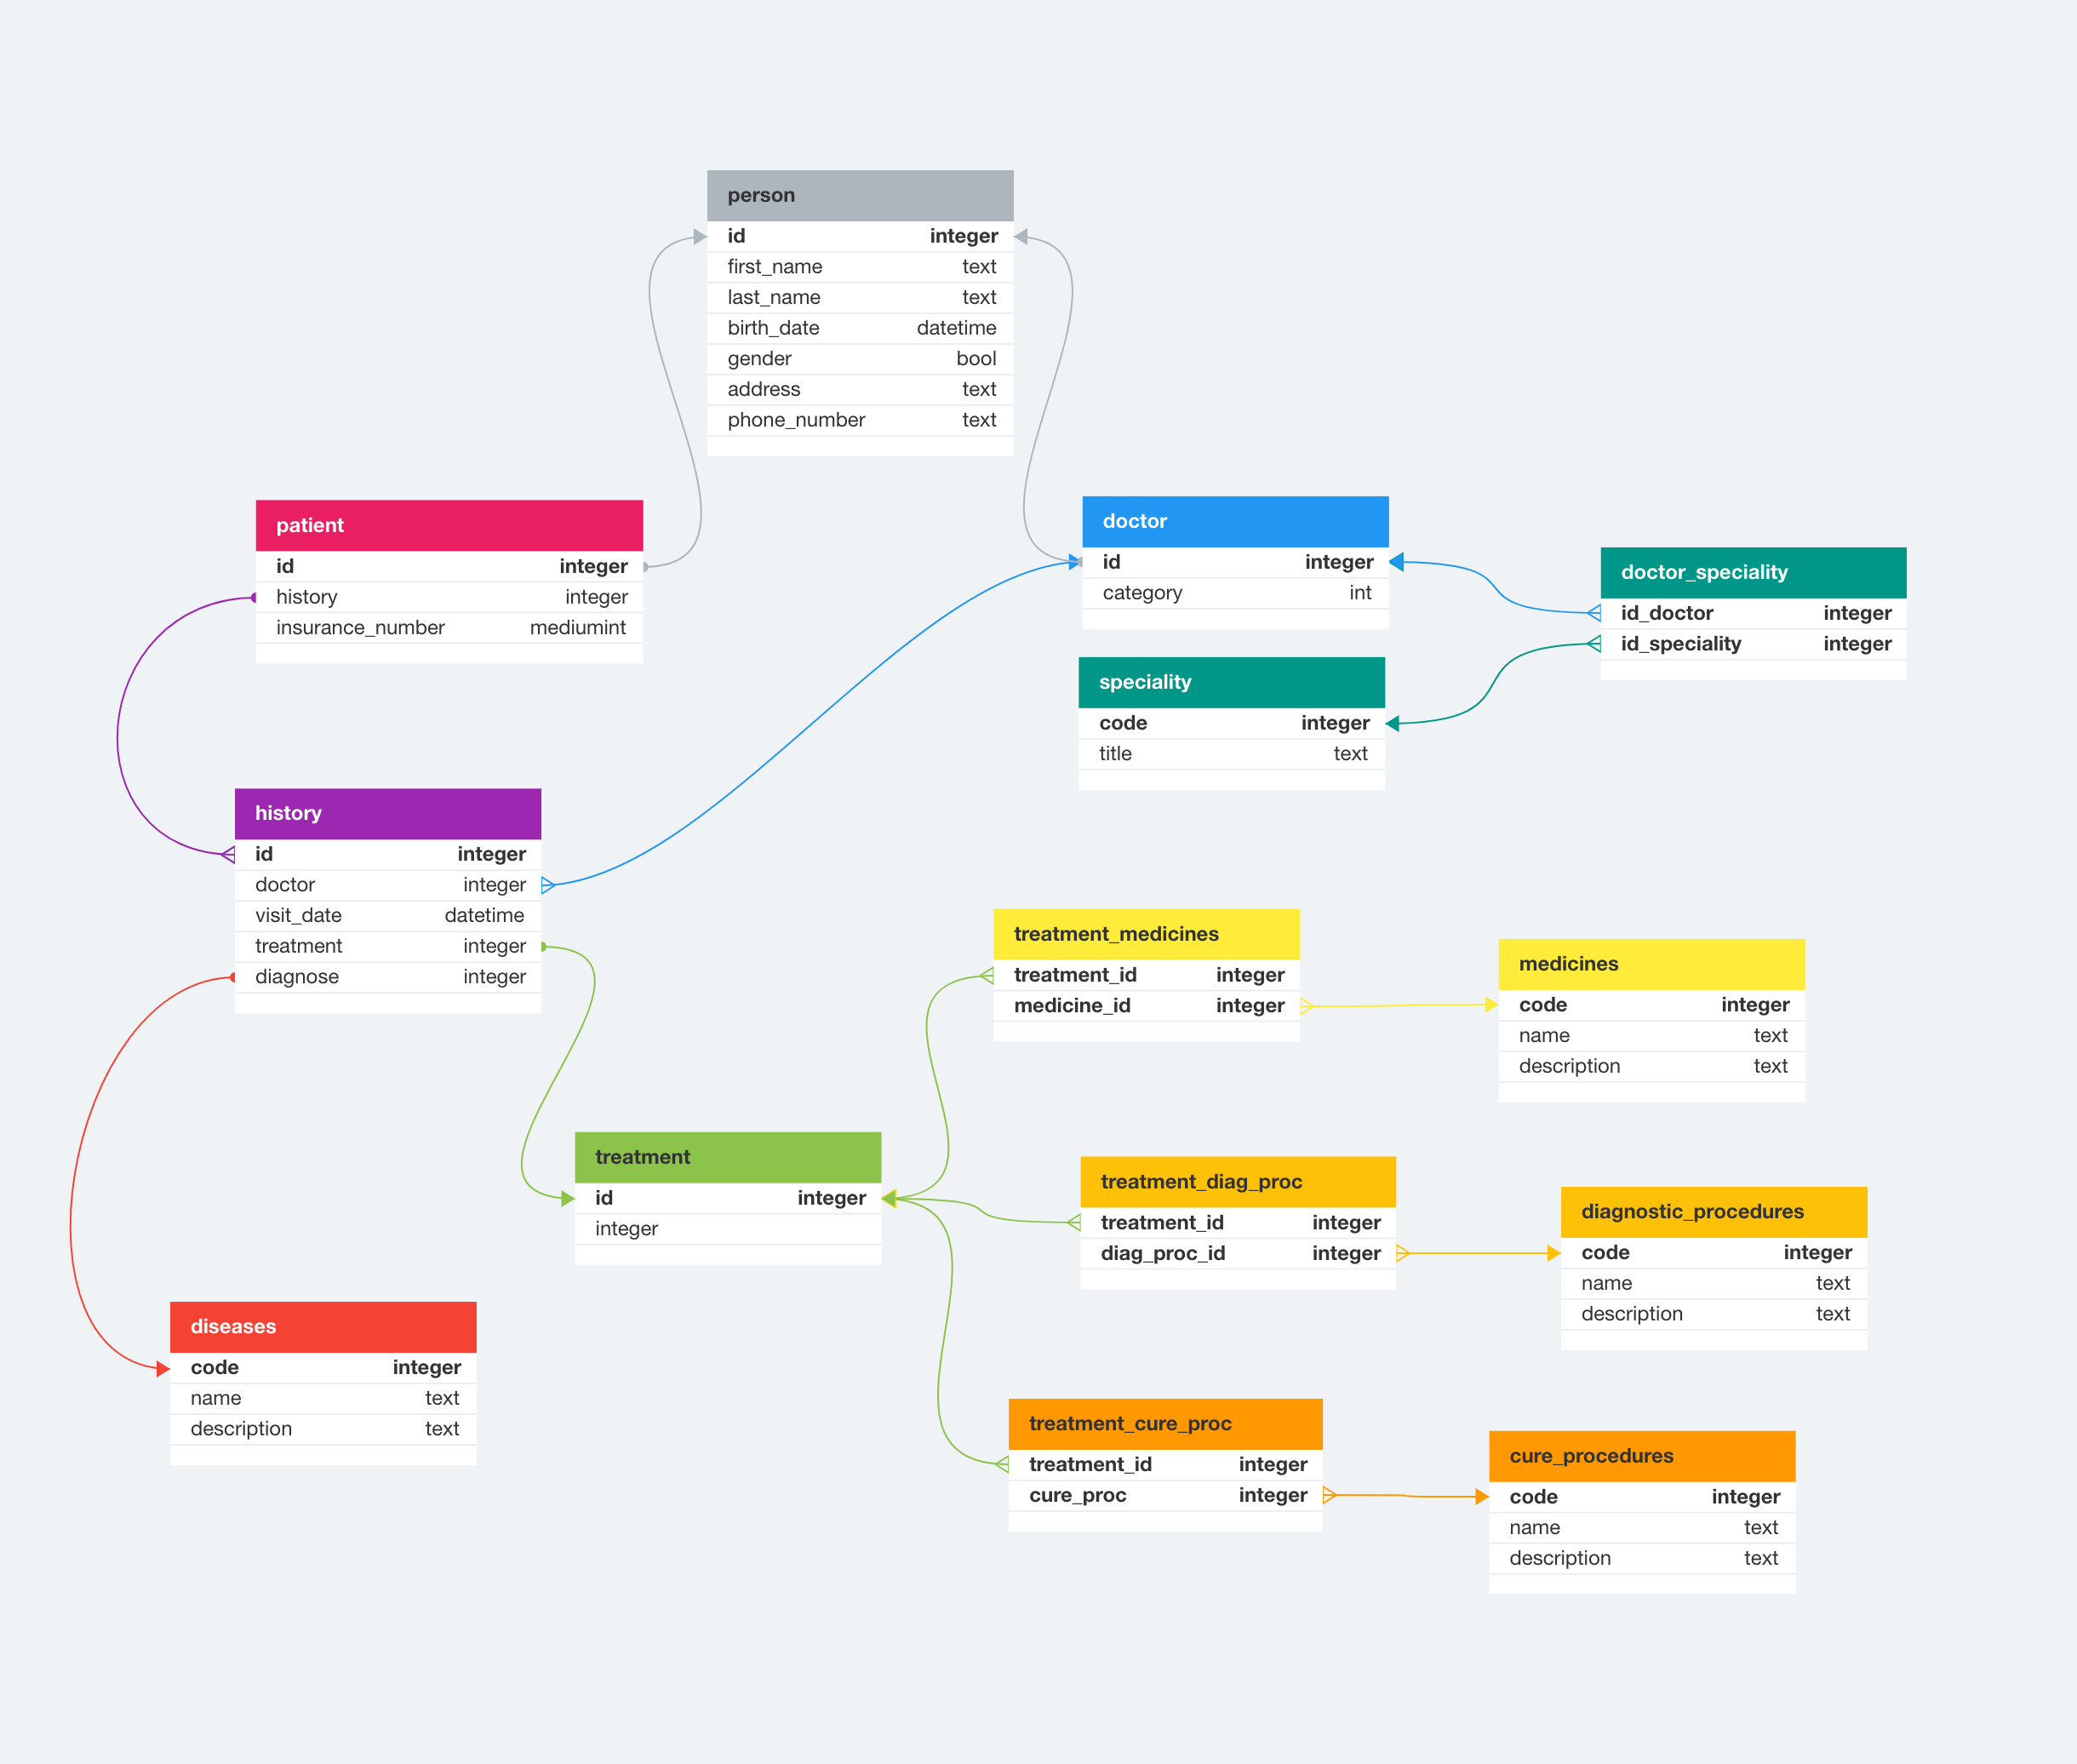 person
id integer
first_name text
last_name text
birth_date datetime
gender bool
address text
phone_number text
patient
id integer
history integer
insurance_number mediumint
doctor
id integer
category int
doctor_speciality
id_doctor integer
id_speciality integer
speciality
code integer
title text
history
id integer
doctor integer
visit_date datetime
treatment integer
diagnose integer
treatment_medicines
treatment_id integer
medicine_id integer
medicines
code integer
name text
description text
treatment
id integer
integer
treatment_diag_proc
treatment_id integer
diag_proc_id integer
diagnostic_procedures
code integer
name text
description text
diseases
code integer
name text
description text
treatment_cure_proc
treatment_id integer
cure_proc integer
cure_procedures
code integer
name text
description text